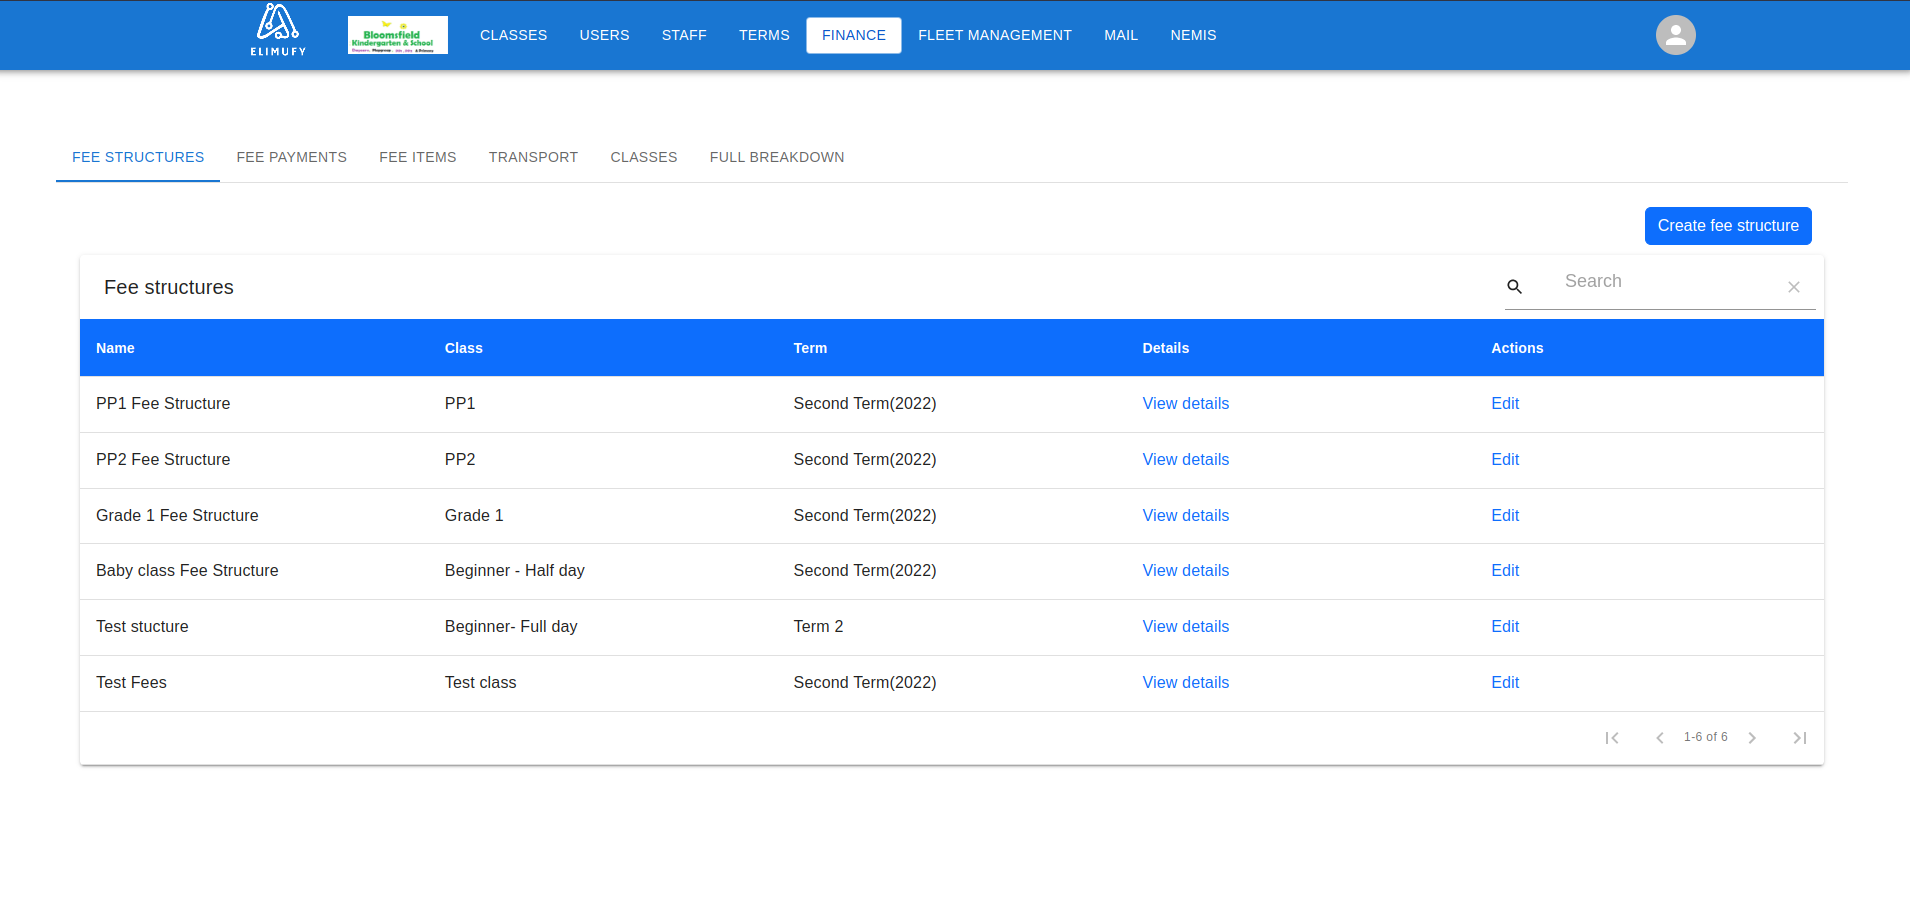 ELIMUFY
Bloomsfield
Kindergarten & School
CLASSES USERS STAFF TERMS FINANCE FLEET MANAGEMENT MAIL NEMIS
FEE STRUCTURES FEE PAYMENTS FEE ITEMS TRANSPORT CLASSES FULL BREAKDOWN
Create fee structure
Fee structures Search
Name Class Term Details Actions
PP1 Fee Structure PP1 Second Term(2022) View details Edit
PP2 Fee Structure PP2 Second Term(2022) View details Edit
Grade 1 Fee Structure Grade 1 Second Term(2022) View details Edit
Baby class Fee Structure Beginner - Half day Second Term(2022) View details Edit
Test stucture Beginner- Full day Term 2 View details Edit
Test Fees Test class Second Term(2022) View details Edit
1-6 of 6